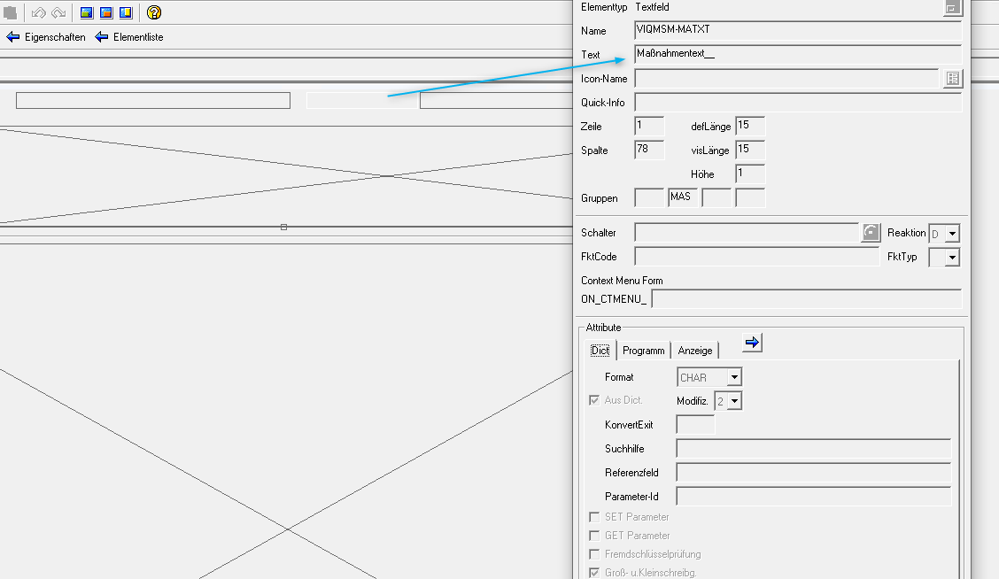 Elementtyp Textfeld
Eigenschaften Elementliste
Name VIQMSM-MATXT
Text Maßnahmentext__
Icon-Name
Quick-Info
Zeile 1 defLänge 15
Spalte 78 visLänge 15
Höhe 1
Gruppen MAS
Schalter Reaktion D
FktCode FktTyp
Context Menu Form
ON_CTMENU_
Attribute
Dict Programm Anzeige
Format CHAR
Aus Dict. Modifiz. 2
KonvertExit
Suchhilfe
Referenzfeld
Parameter-Id
SET Parameter
GET Parameter
Fremdschlüsselprüfung
Groß- u.Kleinschreibg.